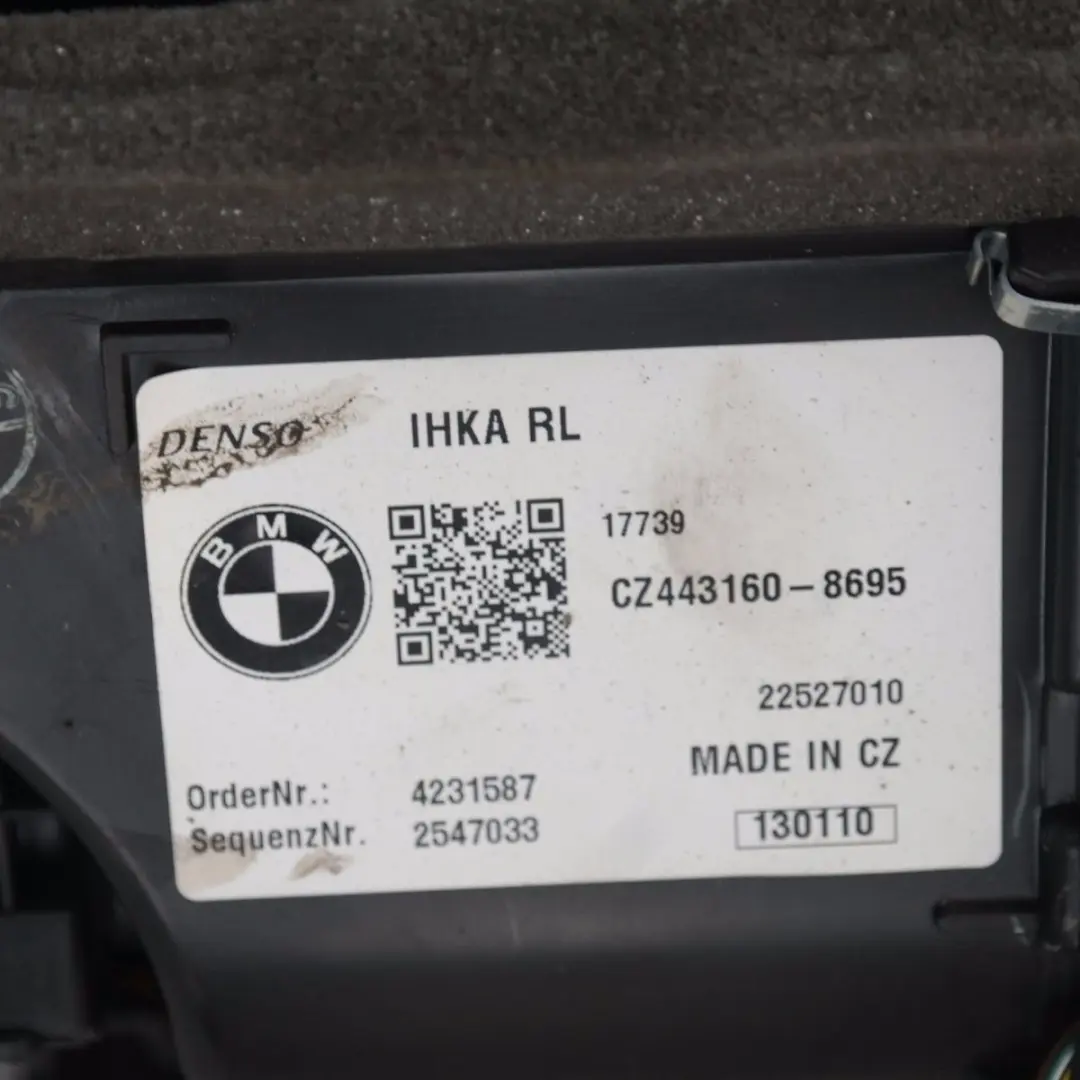 DENSO
IHKA RL
BMW
17739
CZ443160-8695
22527010
MADE IN CZ
OrderNr.: 4231587
SequenzNr. 2547033
130110